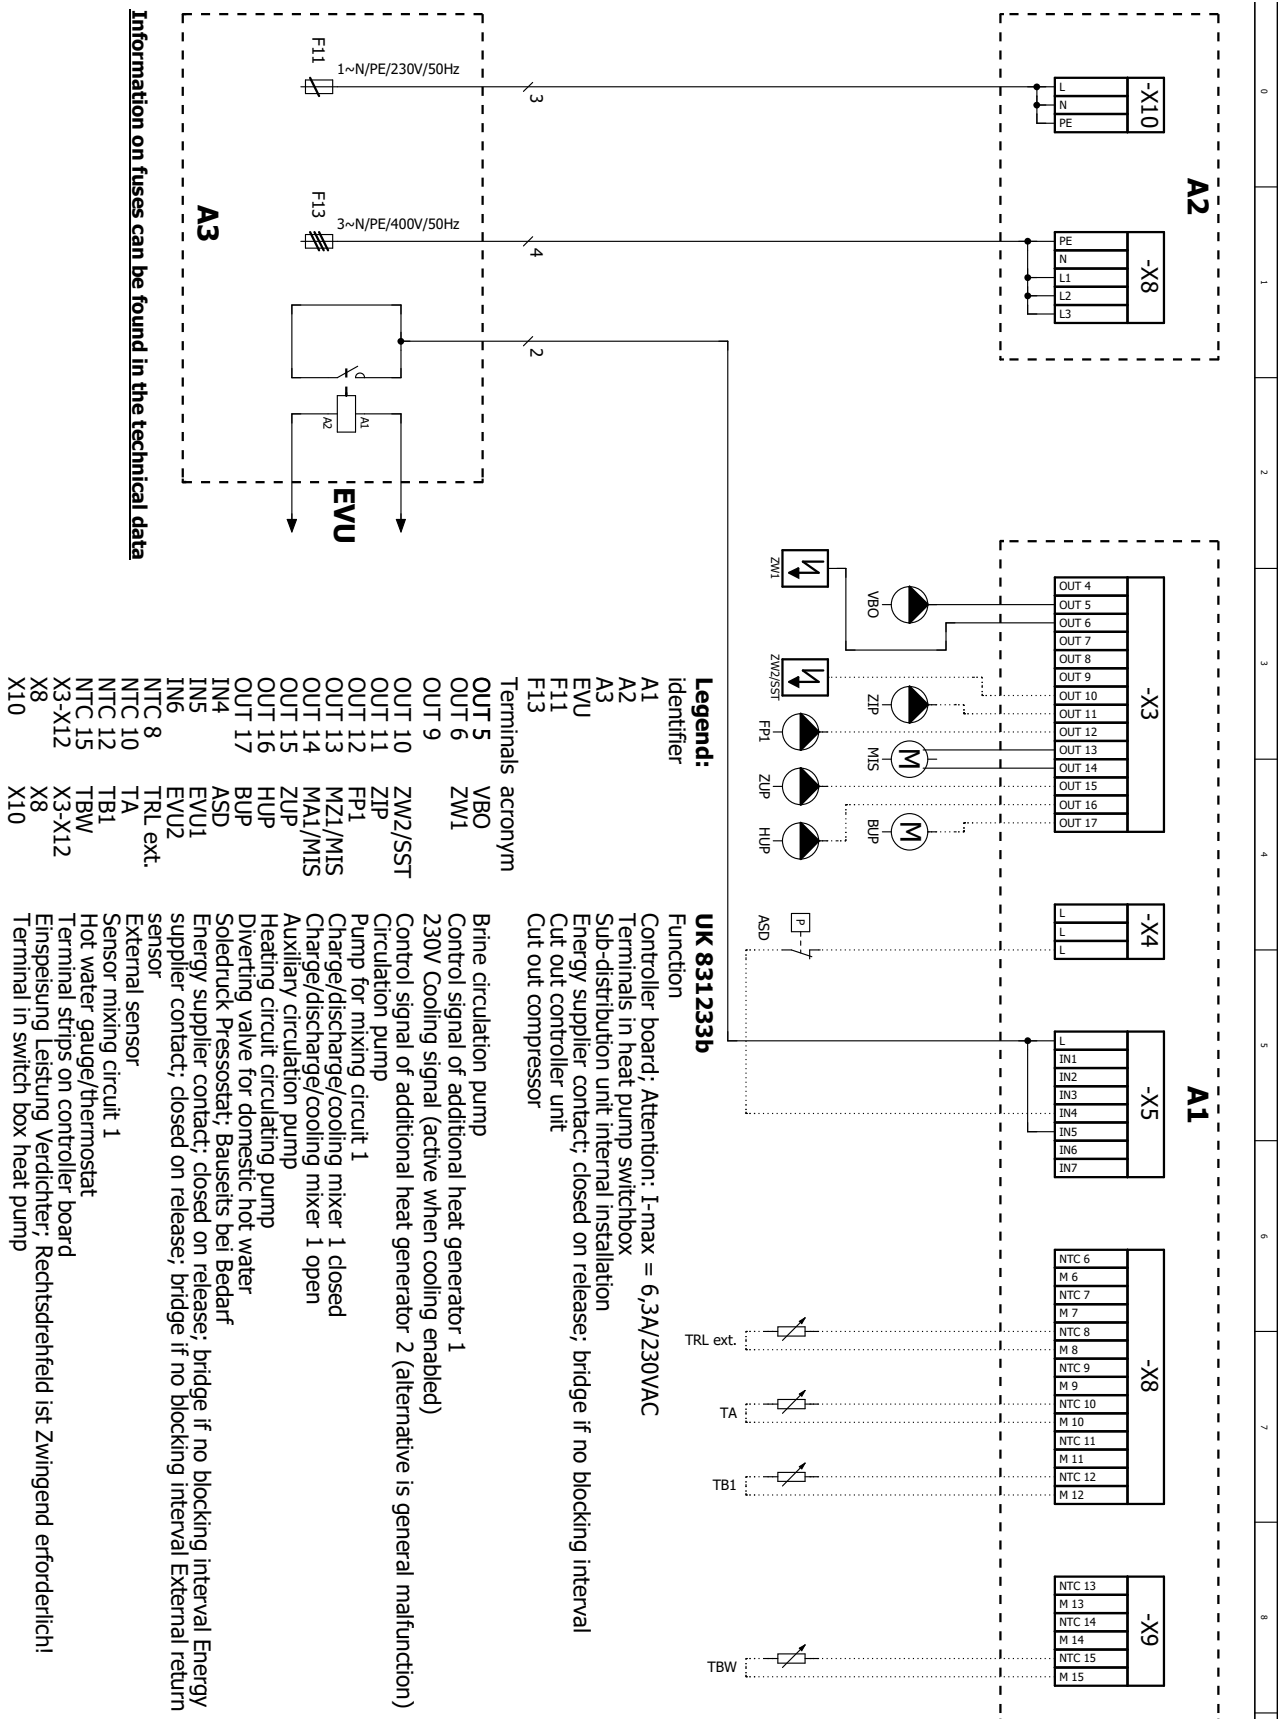 0
1
2
3
4
5
6
7
8
A2
-X10
L
N
PE
-X8
PE
N
L1
L2
L3
A1
-X3
OUT 4
OUT 5
OUT 6
OUT 7
OUT 8
OUT 9
OUT 10
OUT 11
OUT 12
OUT 13
OUT 14
OUT 15
OUT 16
OUT 17
-X4
L
L
L
-X5
L
IN1
IN2
IN3
IN4
IN5
IN6
IN7
-X8
NTC 6
M 6
NTC 7
M 7
NTC 8
M 8
NTC 9
M 9
NTC 10
M 10
NTC 11
M 11
NTC 12
M 12
-X9
NTC 13
M 13
NTC 14
M 14
NTC 15
M 15
ZW1
VBO
ZW2/SST
ZIP
FP1
M
MIS
ZUP
M
BUP
HUP
P
ASD
TRL ext.
TA
TB1
TBW
3
4
2
F11
1~N/PE/230V/50Hz
F13
3~N/PE/400V/50Hz
A3
A1
A2
EVU
Information on fuses can be found in the technical data
Legend: UK 831233b
identifier Function
A1 Controller board; Attention: I-max = 6,3A/230VAC
A2 Terminals in heat pump switchbox
A3 Sub-distribution unit internal installation
EVU Energy supplier contact; closed on release; bridge if no blocking interval
F11 Cut out controller unit
F13 Cut out compressor
Terminals acronym
OUT 5 VBO Brine circulation pump
OUT 6 ZW1 Control signal of additional heat generator 1
OUT 9 230V Cooling signal (active when cooling enabled)
OUT 10 ZW2/SST Control signal of additional heat generator 2 (alternative is general malfunction)
OUT 11 ZIP Circulation pump
OUT 12 FP1 Pump for mixing circuit 1
OUT 13 MZ1/MIS Charge/discharge/cooling mixer 1 closed
OUT 14 MA1/MIS Charge/discharge/cooling mixer 1 open
OUT 15 ZUP Auxiliary circulation pump
OUT 16 HUP Heating circuit circulating pump
OUT 17 BUP Diverting valve for domestic hot water
IN4 ASD Soledruck Pressostat; Bauseits bei Bedarf
IN5 EVU1 Energy supplier contact; closed on release; bridge if no blocking interval Energy
IN6 EVU2 supplier contact; closed on release; bridge if no blocking interval External return
NTC 8 TRL ext. sensor
NTC 10 TA External sensor
NTC 12 TB1 Sensor mixing circuit 1
NTC 15 TBW Hot water gauge/thermostat
X3-X12 X3-X12 Terminal strips on controller board
X8 X8 Einspeisung Leistung Verdichter; Rechtsdrehfeld ist Zwingend erforderlich!
X10 X10 Terminal in switch box heat pump